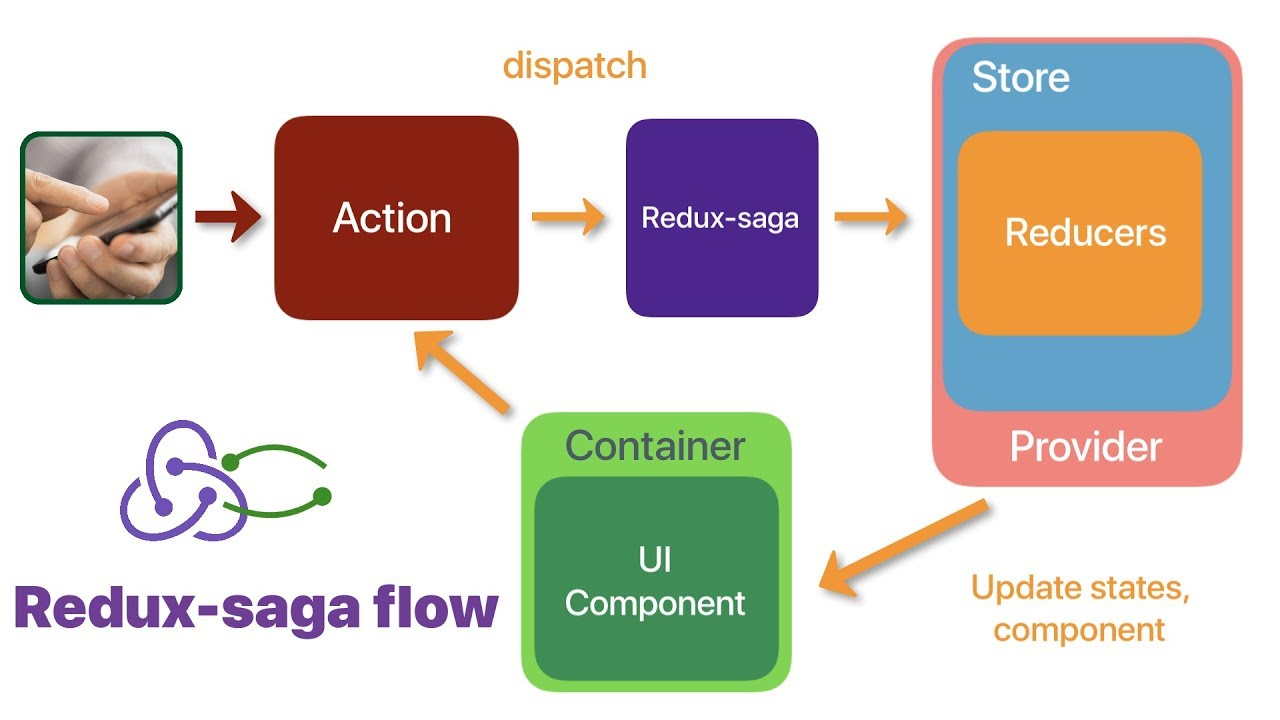 dispatch
Store
Action
Redux-saga
Reducers
Container
Provider
UI
Component
Update states,
component
Redux-saga flow